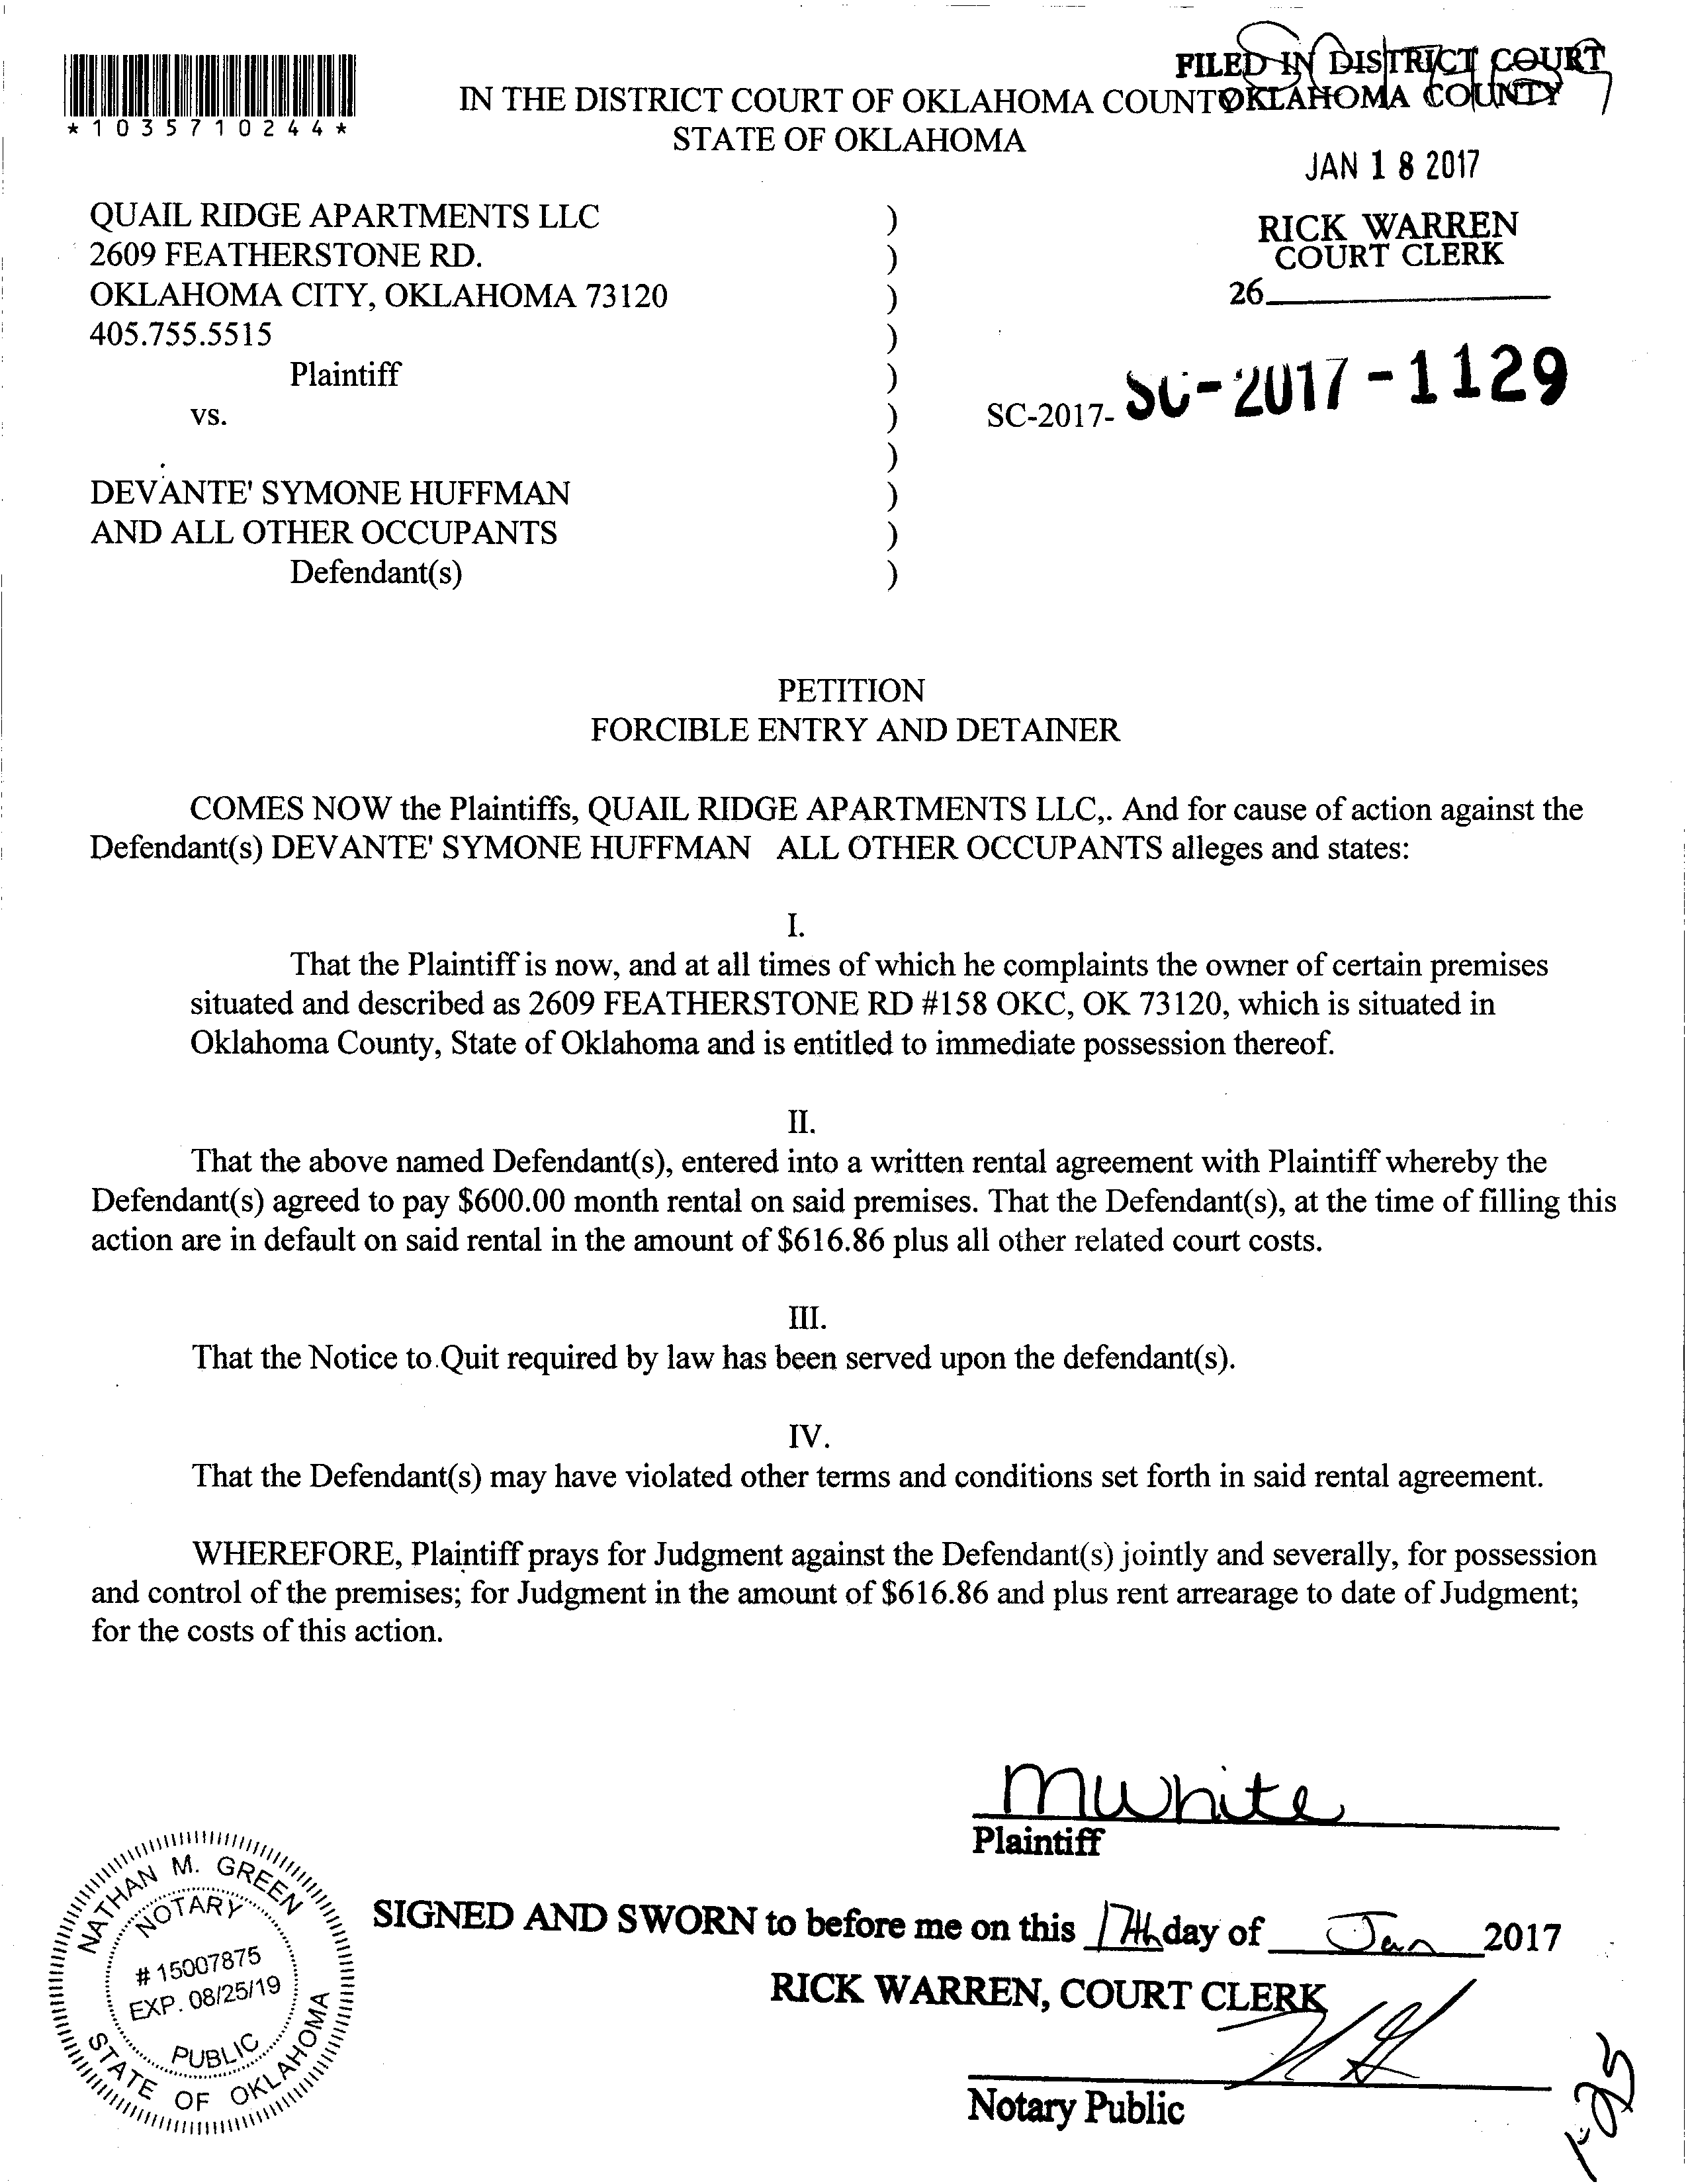 FILED IN DISTRICT COURT
OKLAHOMA COUNTY
*1035710244*
IN THE DISTRICT COURT OF OKLAHOMA COUNTY
STATE OF OKLAHOMA
JAN 18 2017
RICK WARREN
COURT CLERK
26
QUAIL RIDGE APARTMENTS LLC )
2609 FEATHERSTONE RD. )
OKLAHOMA CITY, OKLAHOMA 73120 )
405.755.5515 )
Plaintiff )
vs. ) SC-2017- SC-2017-1129
)
DEVANTE' SYMONE HUFFMAN )
AND ALL OTHER OCCUPANTS )
Defendant(s) )
PETITION
FORCIBLE ENTRY AND DETAINER
COMES NOW the Plaintiffs, QUAIL RIDGE APARTMENTS LLC,. And for cause of action against the
Defendant(s) DEVANTE' SYMONE HUFFMAN ALL OTHER OCCUPANTS alleges and states:
I.
That the Plaintiff is now, and at all times of which he complaints the owner of certain premises
situated and described as 2609 FEATHERSTONE RD #158 OKC, OK 73120, which is situated in
Oklahoma County, State of Oklahoma and is entitled to immediate possession thereof.
II.
That the above named Defendant(s), entered into a written rental agreement with Plaintiff whereby the
Defendant(s) agreed to pay $600.00 month rental on said premises. That the Defendant(s), at the time of filling this
action are in default on said rental in the amount of $616.86 plus all other related court costs.
III.
That the Notice to Quit required by law has been served upon the defendant(s).
IV.
That the Defendant(s) may have violated other terms and conditions set forth in said rental agreement.
WHEREFORE, Plaintiff prays for Judgment against the Defendant(s) jointly and severally, for possession
and control of the premises; for Judgment in the amount of $616.86 and plus rent arrearage to date of Judgment;
for the costs of this action.
MWhite
Plaintiff
SIGNED AND SWORN to before me on this 17th day of Jan 2017
RICK WARREN, COURT CLERK
Notary Public
NATHAN M. GREEN
NOTARY
# 15007875
EXP. 08/25/19
PUBLIC
STATE OF OKLAHOMA
1-25